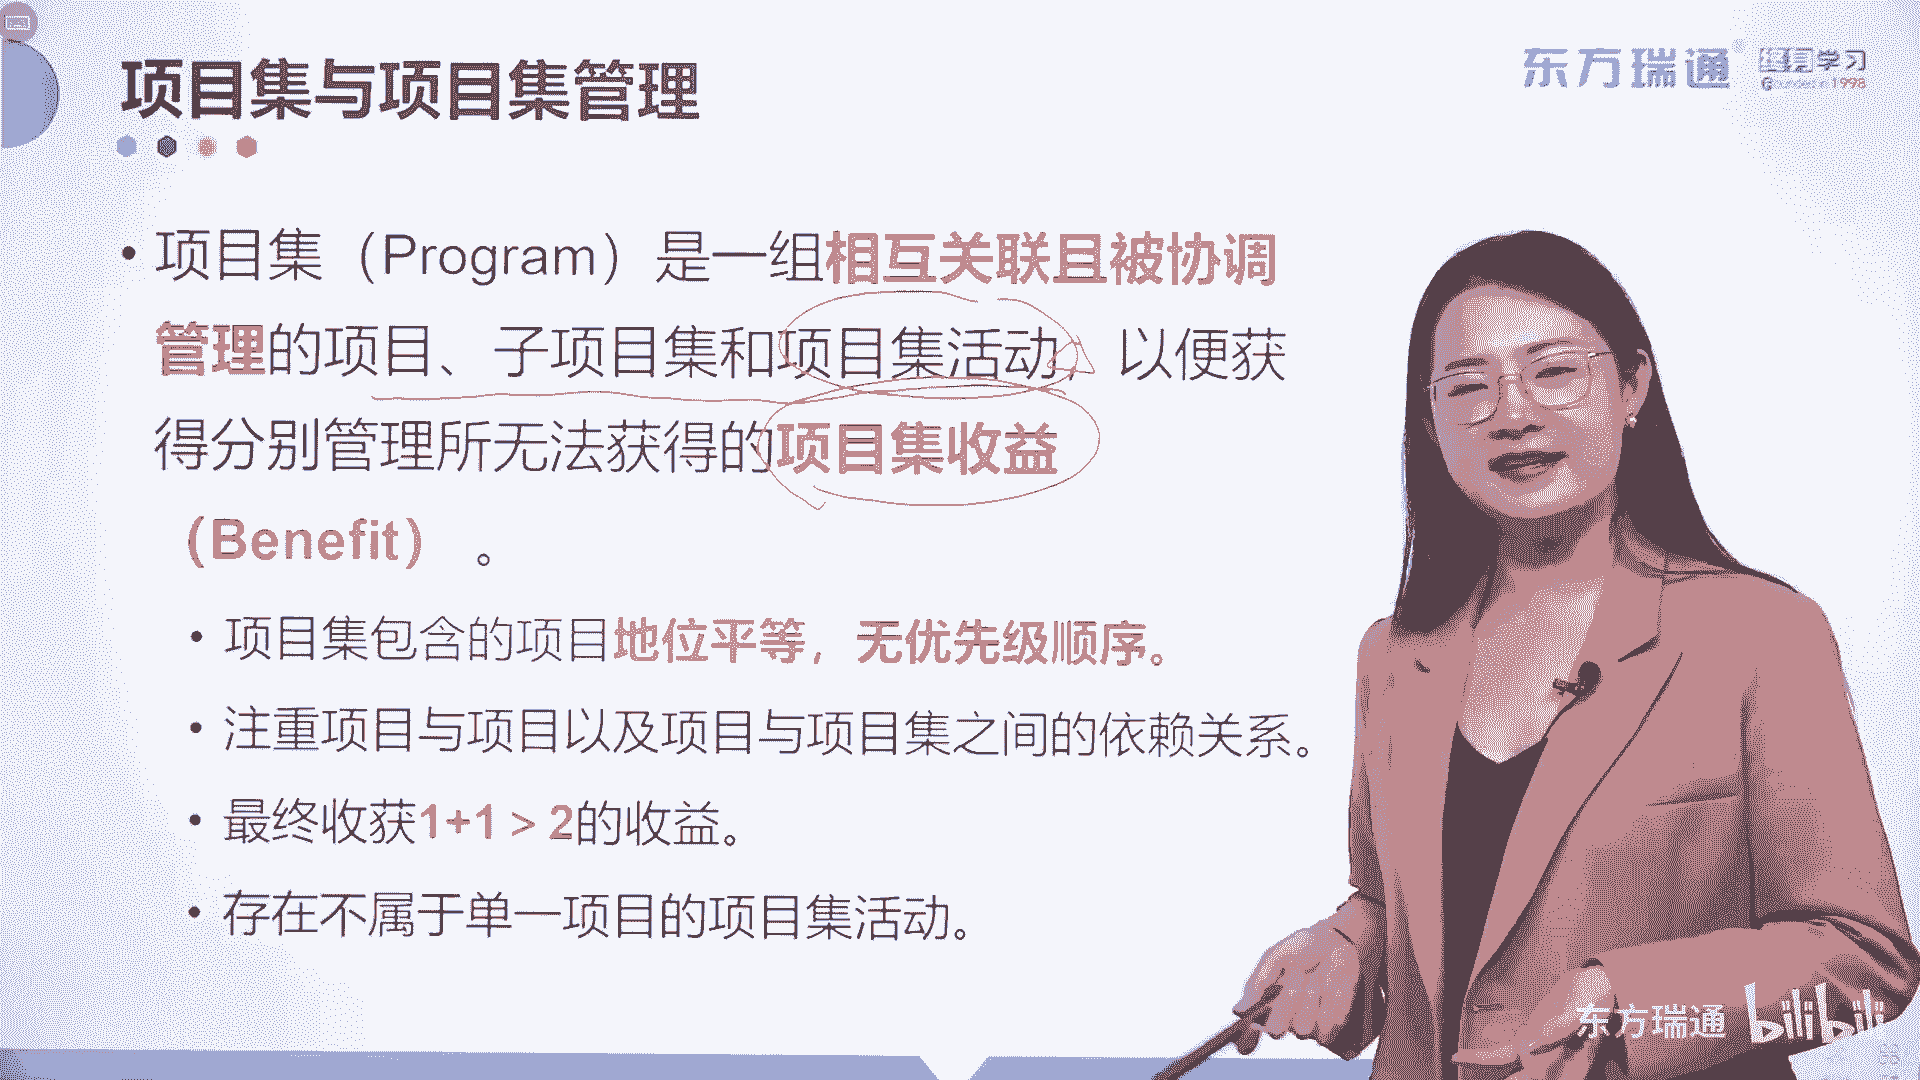 项目集与项目集管理
东方瑞通
终身学习
Founded in 1998
• 项目集（Program）是一组相互关联且被协调
管理的项目、子项目集和项目集活动，以便获
得分别管理所无法获得的项目集收益
（Benefit）。
• 项目集包含的项目地位平等，无优先级顺序。
• 注重项目与项目以及项目与项目集之间的依赖关系。
• 最终收获1+1 > 2的收益。
• 存在不属于单一项目的项目集活动。
东方瑞通 bilibili